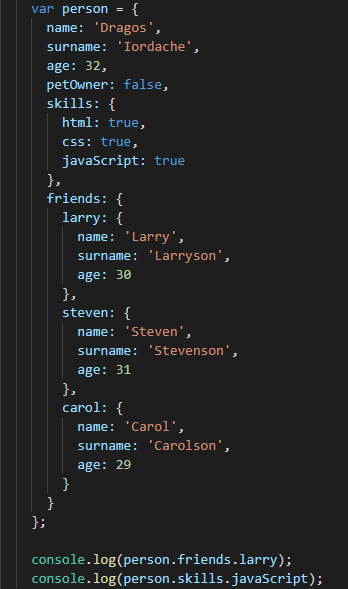 var person = {
  name: 'Dragos',
  surname: 'Iordache',
  age: 32,
  petOwner: false,
  skills: {
    html: true,
    css: true,
    javaScript: true
  },
  friends: {
    larry: {
      name: 'Larry',
      surname: 'Larryson',
      age: 30
    },
    steven: {
      name: 'Steven',
      surname: 'Stevenson',
      age: 31
    },
    carol: {
      name: 'Carol',
      surname: 'Carolson',
      age: 29
    }
  }
};

console.log(person.friends.larry);
console.log(person.skills.javaScript);